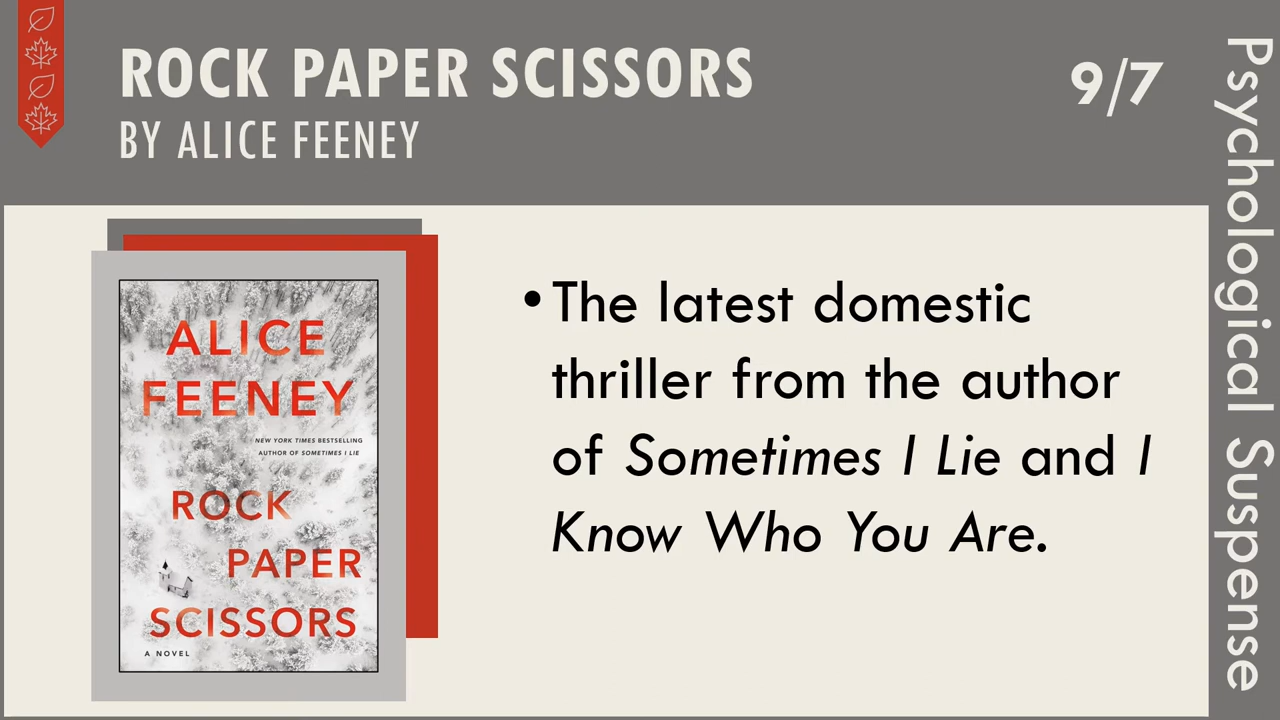 ROCK PAPER SCISSORS
BY ALICE FEENEY
9/7
Psychological Suspense
ALICE
FEENEY
NEW YORK TIMES BESTSELLING
AUTHOR OF SOMETIMES I LIE
ROCK
PAPER
SCISSORS
A NOVEL
• The latest domestic
thriller from the author
of Sometimes I Lie and I
Know Who You Are.